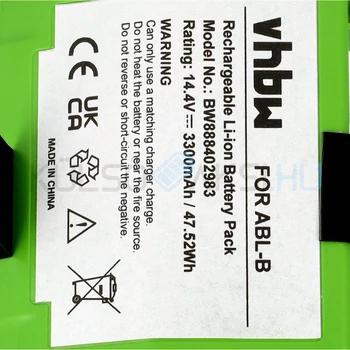 vhbw
FOR ABL-B
Rechargeable Li-ion Battery Pack
Model No.: BW888402983
Rating: 14.4V⎓ 3300mAh / 47.52Wh
WARNING
Can only use a matching charger charge.
Do not heat the battery or near the fire source.
Do not reverse or short-circuit the negative.
CE UK CA
MADE IN CHINA